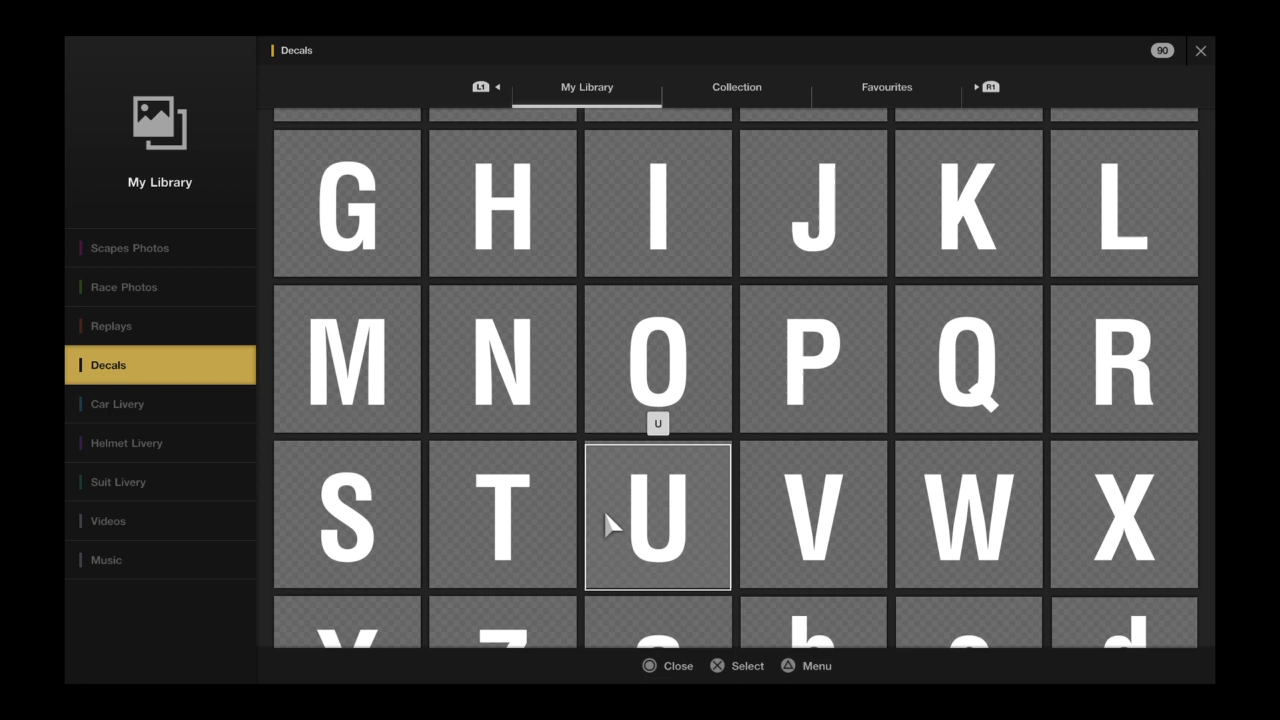 Decals
90
L1
My Library
Collection
Favourites
R1
My Library
Scapes Photos
Race Photos
Replays
Decals
Car Livery
Helmet Livery
Suit Livery
Videos
Music
G H I J K L
M N O P Q R
U
S T U V W X
Y Z a b c d
Close
Select
Menu